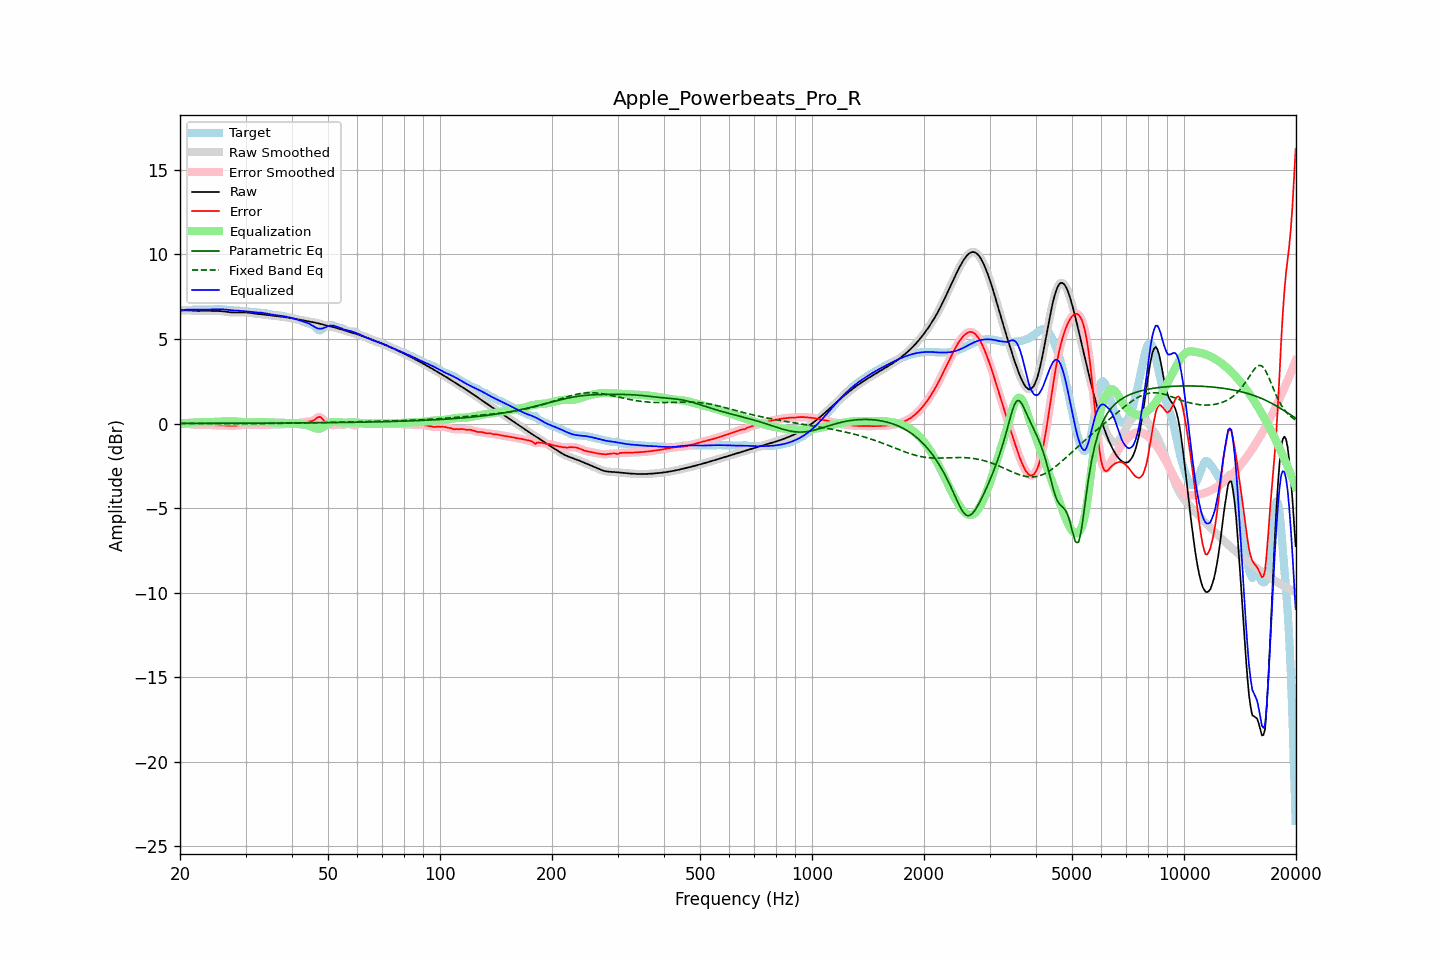 Apple_Powerbeats_Pro_R
Target
Raw Smoothed
Error Smoothed
Raw
Error
Equalization
Parametric Eq
Fixed Band Eq
Equalized
15
10
5
0
−5
−10
−15
−20
−25
Amplitude (dBr)
20 50 100 200 500 1000 2000 5000 10000 20000
Frequency (Hz)